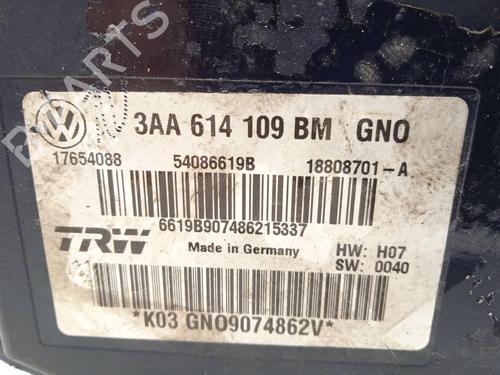 PARTS
3AA 614 109 BM GNO
17654088 54086619B 18808701-A
6619B907486215337
TRW Made in Germany HW: H07
SW: 0040
*K03 GNO9074862V*